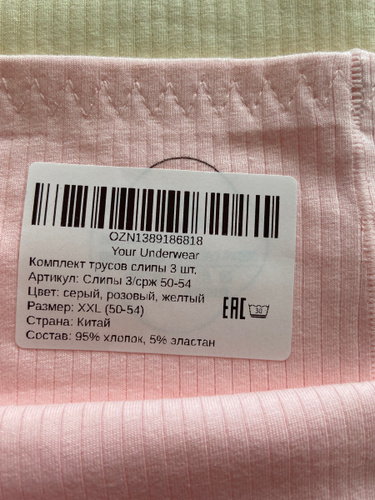 OZN1389186818
Your Underwear
Комплект трусов слипы 3 шт.
Артикул: Слипы 3/срж 50-54
Цвет: серый, розовый, желтый
Размер: XXL (50-54)
Страна: Китай
Состав: 95% хлопок, 5% эластан
EAC 30